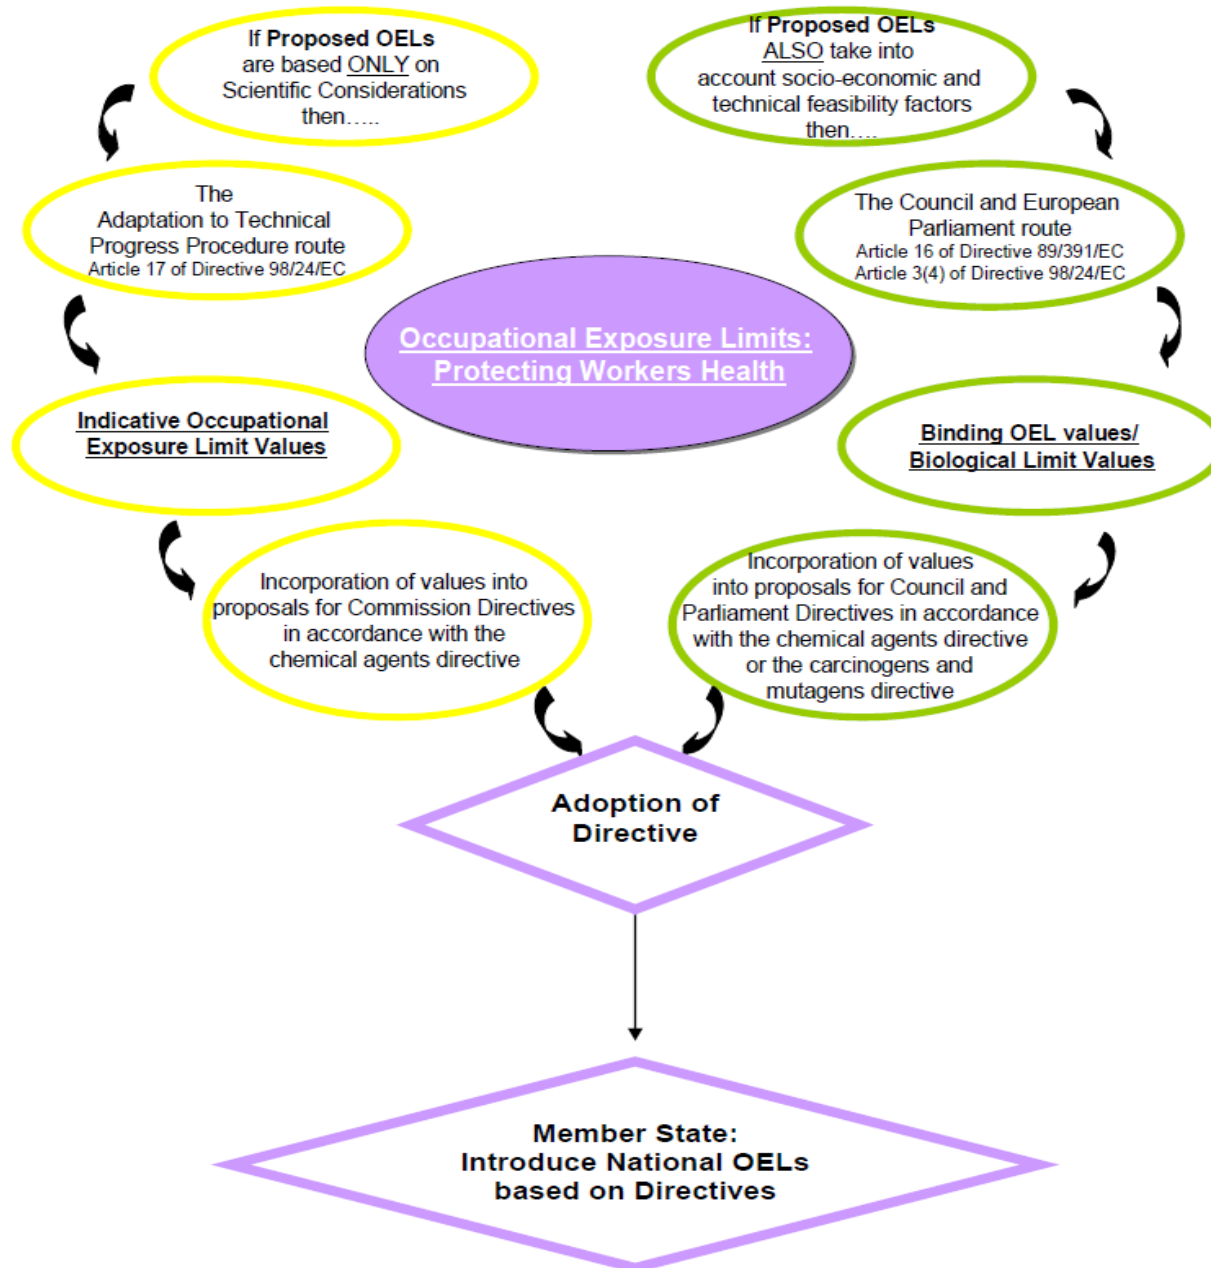 If Proposed OELs
are based ONLY on
Scientific Considerations
then…..
If Proposed OELs
ALSO take into
account socio-economic and
technical feasibility factors
then….
The
Adaptation to Technical
Progress Procedure route
Article 17 of Directive 98/24/EC
The Council and European
Parliament route
Article 16 of Directive 89/391/EC
Article 3(4) of Directive 98/24/EC
Occupational Exposure Limits:
Protecting Workers Health
Indicative Occupational
Exposure Limit Values
Binding OEL values/
Biological Limit Values
Incorporation of values into
proposals for Commission Directives
in accordance with the
chemical agents directive
Incorporation of values
into proposals for Council and
Parliament Directives in accordance
with the chemical agents directive
or the carcinogens and
mutagens directive
Adoption of
Directive
Member State:
Introduce National OELs
based on Directives